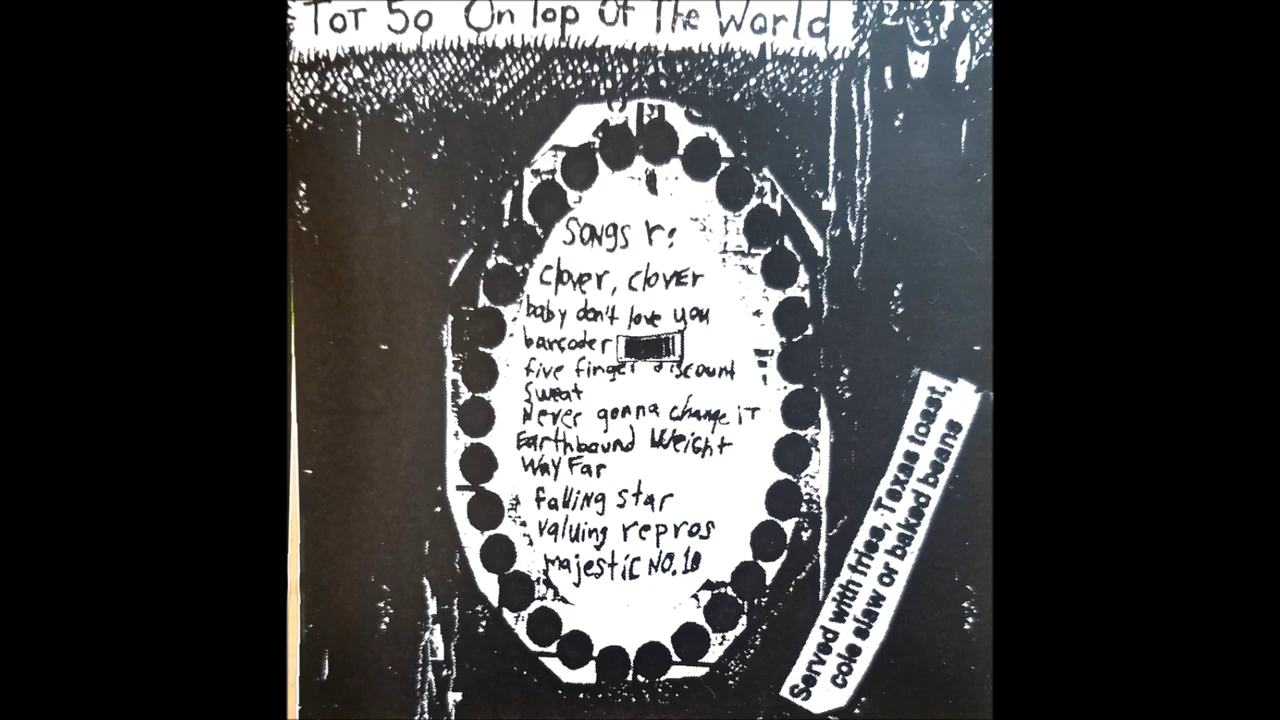 Tot 50 On Top Of The World
Songs r:
clover, clovEr
baby don't love you
barcoder
five finger discount
Sweat
Never gonna change iT
Earthbound Weight
Way Far
falling star
valuing repros
majestic NO. 10
Served with fries, Texas toast,
cole slaw or baked beans